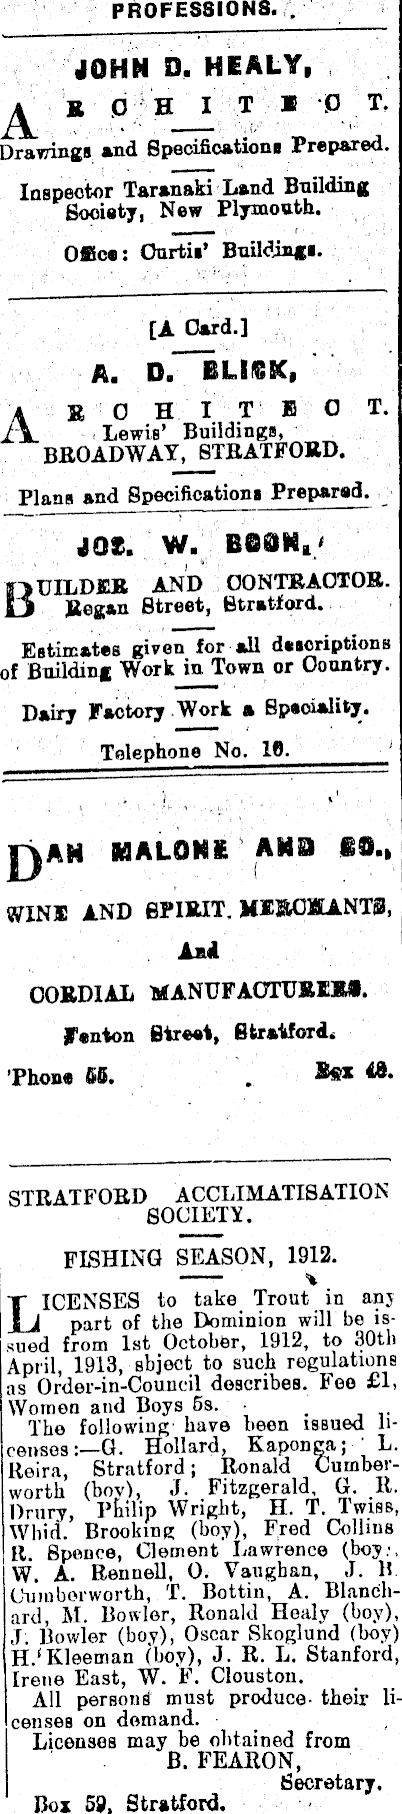 PROFESSIONS.
JOHN D. HEALY,
ARCHITECT.
Drawings and Specifications Prepared.
Inspector Taranaki Land Building
Society, New Plymouth.
Office: Curtis' Buildings.
[A Card.]
A. D. BLICK,
ARCHITECT.
Lewis' Buildings,
BROADWAY, STRATFORD.
Plans and Specifications Prepared.
JOS. W. BOON,
BUILDER AND CONTRACTOR.
Regan Street, Stratford.
Estimates given for all descriptions
of Building Work in Town or Country.
Dairy Factory Work a Speciality.
Telephone No. 10.
DAN MALONE AND CO.,
WINE AND SPIRIT MERCHANTS,
And
CORDIAL MANUFACTURERS.
Fenton Street, Stratford.
'Phone 55. Box 48.
STRATFORD ACCLIMATISATION
SOCIETY.
FISHING SEASON, 1912.
LICENSES to take Trout in any
part of the Dominion will be is-
sued from 1st October, 1912, to 30th
April, 1913, sbject to such regulations
as Order-in-Council describes. Fee £1,
Women and Boys 5s.
The following have been issued li-
censes:—G. Hollard, Kaponga; L.
Reira, Stratford; Ronald Cumber-
worth (boy), J. Fitzgerald, G. R.
Drury, Philip Wright, H. T. Twiss,
Whid. Brooking (boy), Fred Collins
R. Spence, Clement Lawrence (boy),
W. A. Rennell, O. Vaughan, J. B.
Cumberworth, T. Bottin, A. Blanch-
ard, M. Bowler, Ronald Healy (boy),
J. Bowler (boy), Oscar Skoglund (boy)
H. Kleeman (boy), J. R. L. Stanford,
Irene East, W. F. Clouston.
All persons must produce their li-
censes on demand.
Licenses may be obtained from
B. FEARON,
Secretary.
Box 59, Stratford.